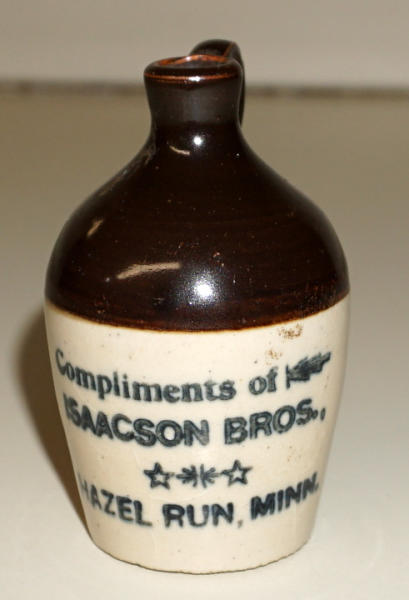 Compliments of
ISAACSON BROS.,
HAZEL RUN, MINN.